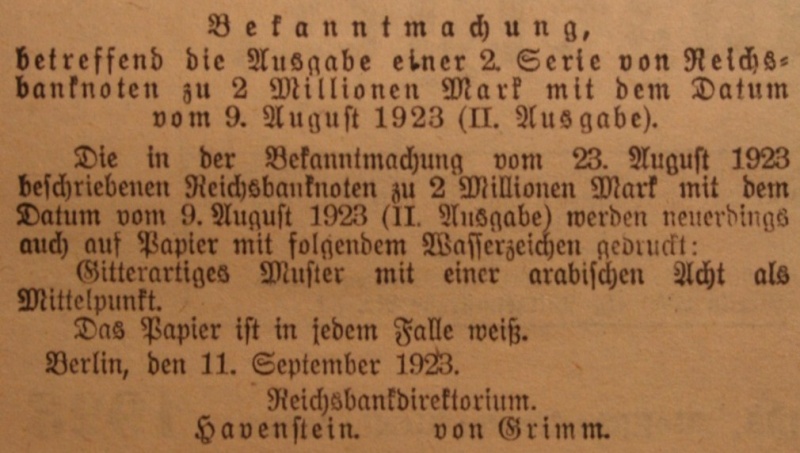 Bekanntmachung,
betreffend die Ausgabe einer 2. Serie von Reichs-
banknoten zu 2 Millionen Mark mit dem Datum
vom 9. August 1923 (II. Ausgabe).
Die in der Bekanntmachung vom 23. August 1923
beschriebenen Reichsbanknoten zu 2 Millionen Mark mit dem
Datum vom 9. August 1923 (II. Ausgabe) werden neuerdings
auch auf Papier mit folgendem Wasserzeichen gedruckt:
Gitterartiges Muster mit einer arabischen Acht als
Mittelpunkt.
Das Papier ist in jedem Falle weiß.
Berlin, den 11. September 1923.
Reichsbankdirektorium.
Havenstein. von Grimm.